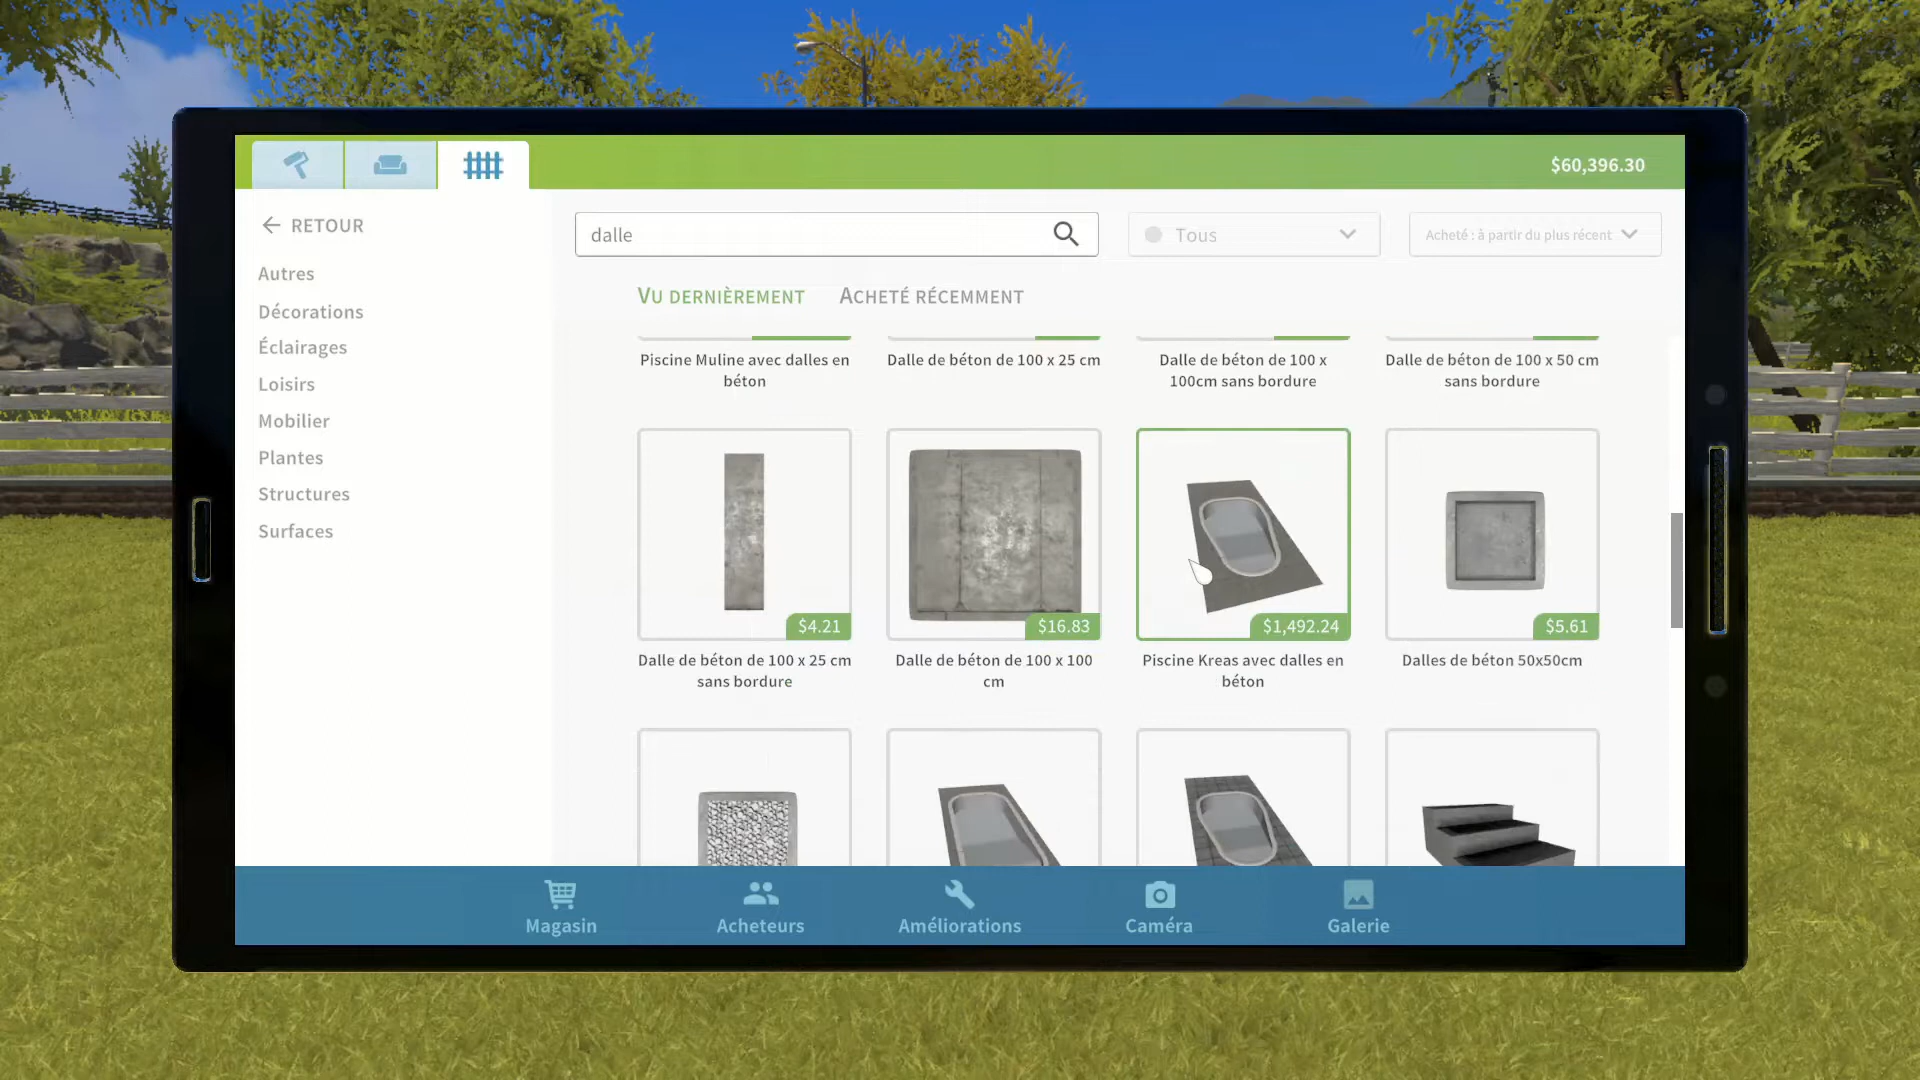 $60,396.30
RETOUR
dalle
Tous
Acheté : à partir du plus récent
Autres
Décorations
Éclairages
Loisirs
Mobilier
Plantes
Structures
Surfaces
VU DERNIÈREMENT
ACHETÉ RÉCEMMENT
Piscine Muline avec dalles en
béton
Dalle de béton de 100 x 25 cm
Dalle de béton de 100 x
100cm sans bordure
Dalle de béton de 100 x 50 cm
sans bordure
$4.21
$16.83
$1,492.24
$5.61
Dalle de béton de 100 x 25 cm
sans bordure
Dalle de béton de 100 x 100
cm
Piscine Kreas avec dalles en
béton
Dalles de béton 50x50cm
Magasin
Acheteurs
Améliorations
Caméra
Galerie